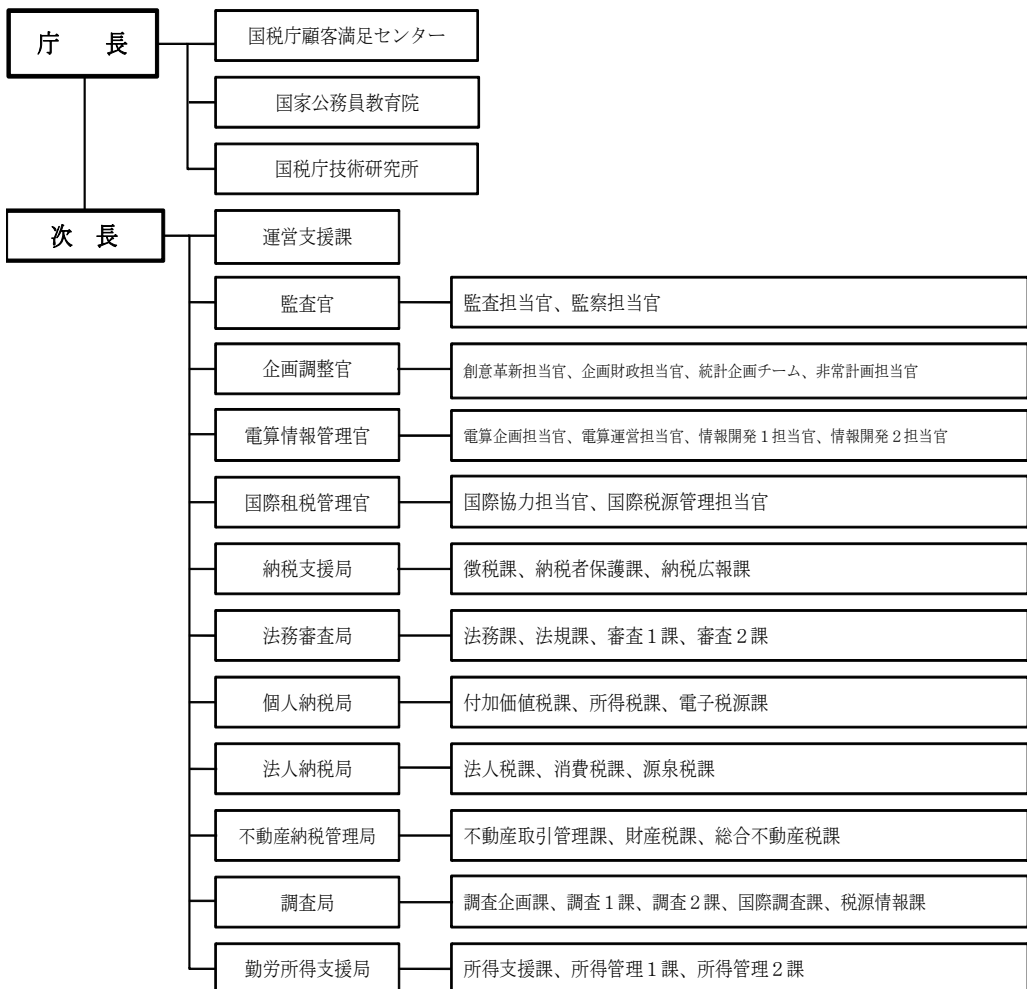 庁　長
国税庁顧客満足センター
国家公務員教育院
国税庁技術研究所
次　長
運営支援課
監査官
監査担当官、監察担当官
企画調整官
創意革新担当官、企画財政担当官、統計企画チーム、非常計画担当官
電算情報管理官
電算企画担当官、電算運営担当官、情報開発１担当官、情報開発２担当官
国際租税管理官
国際協力担当官、国際税源管理担当官
納税支援局
徴税課、納税者保護課、納税広報課
法務審査局
法務課、法規課、審査１課、審査２課
個人納税局
付加価値税課、所得税課、電子税源課
法人納税局
法人税課、消費税課、源泉税課
不動産納税管理局
不動産取引管理課、財産税課、総合不動産税課
調査局
調査企画課、調査１課、調査２課、国際調査課、税源情報課
勤労所得支援局
所得支援課、所得管理１課、所得管理２課